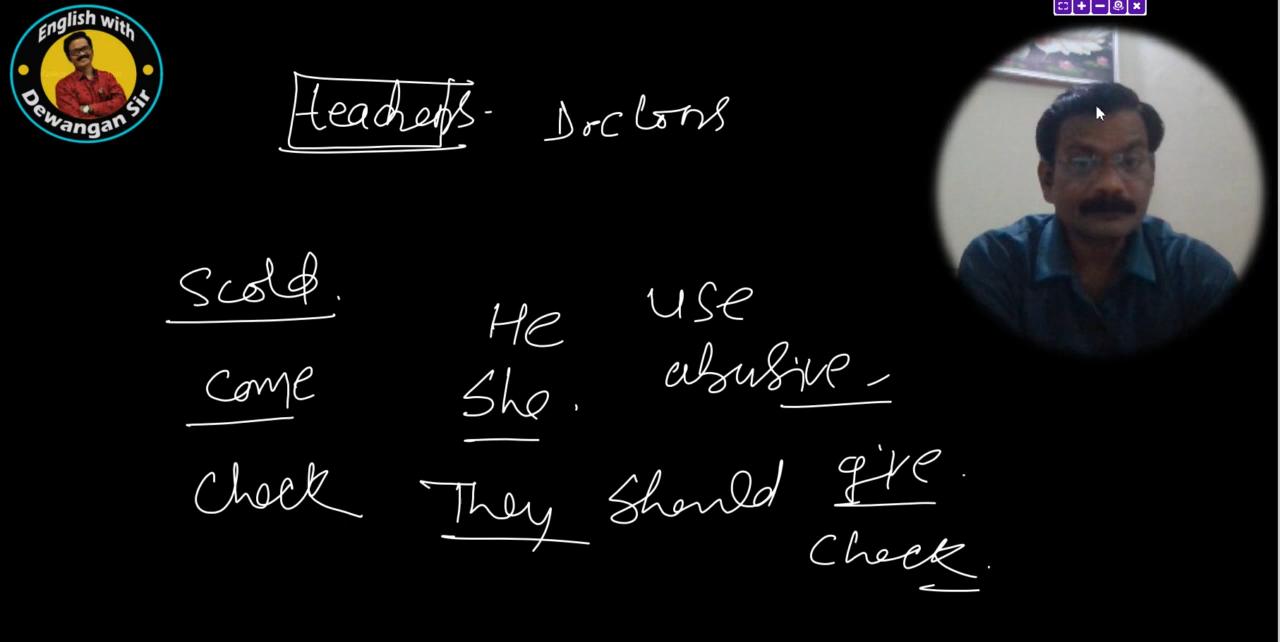 English with
Dewangan Sir
Teachers - Doctors
Scold.
He
use
come
She.
abusive -
check
They should give.
check.